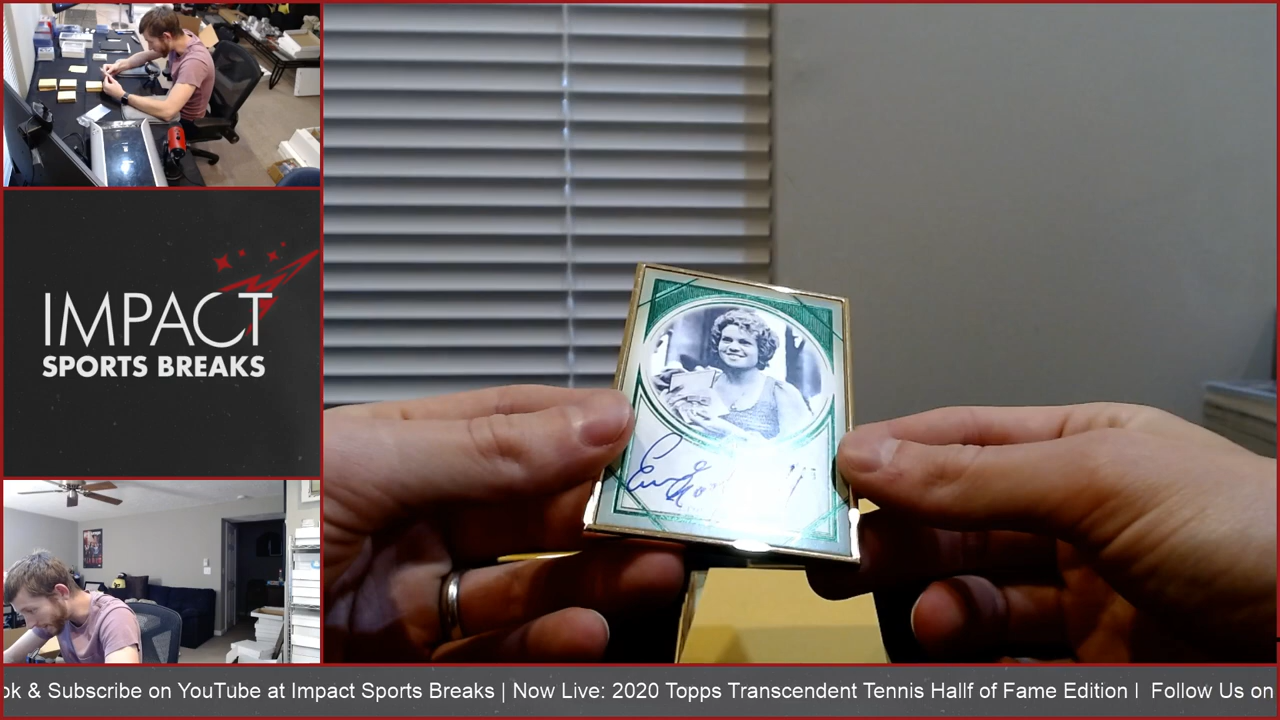 IMPACT
SPORTS BREAKS
ok & Subscribe on YouTube at Impact Sports Breaks | Now Live: 2020 Topps Transcendent Tennis Hallf of Fame Edition | Follow Us on